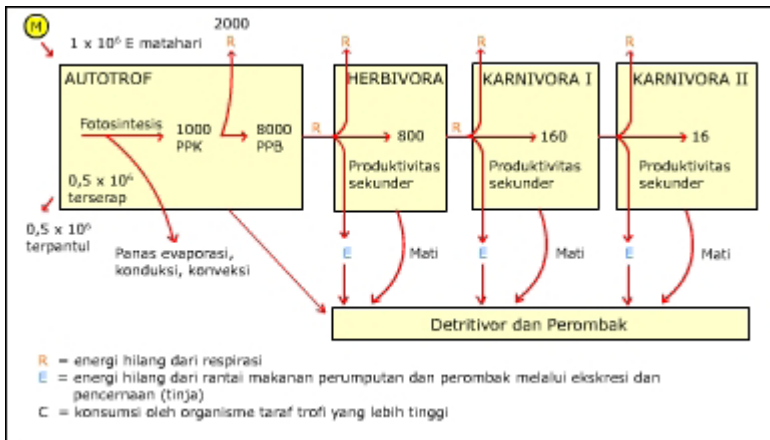 M
1 x 10⁶ E matahari
2000
R
R
R
R
AUTOTROF
HERBIVORA
KARNIVORA I
KARNIVORA II
Fotosintesis
1000
PPK
8000
PPB
R
800
R
160
16
Produktivitas
sekunder
Produktivitas
sekunder
Produktivitas
sekunder
0,5 x 10⁶
terserap
0,5 x 10⁶
terpantul
Panas evaporasi,
konduksi, konveksi
E
Mati
E
Mati
E
Mati
Detritivor dan Perombak
R = energi hilang dari respirasi
E = energi hilang dari rantai makanan perumputan dan perombak melalui ekskresi dan
pencernaan (tinja)
C = konsumsi oleh organisme taraf trofi yang lebih tinggi